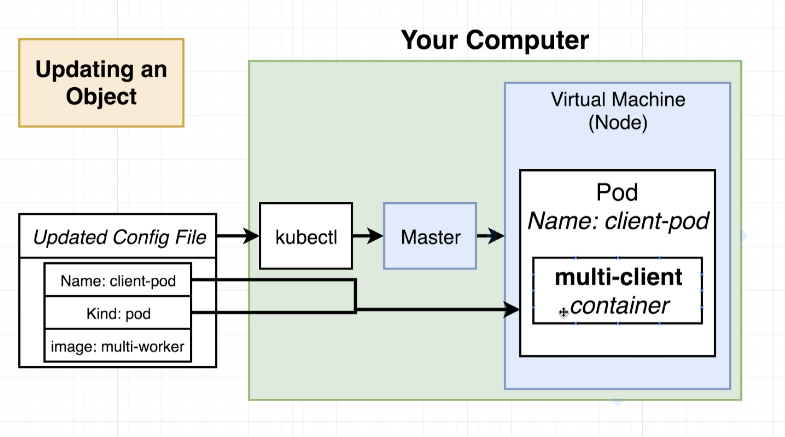 Your Computer
Updating an
Object
Virtual Machine
(Node)
Pod
Name: client-pod
Updated Config File
kubectl
Master
Name: client-pod
Kind: pod
image: multi-worker
multi-client
container